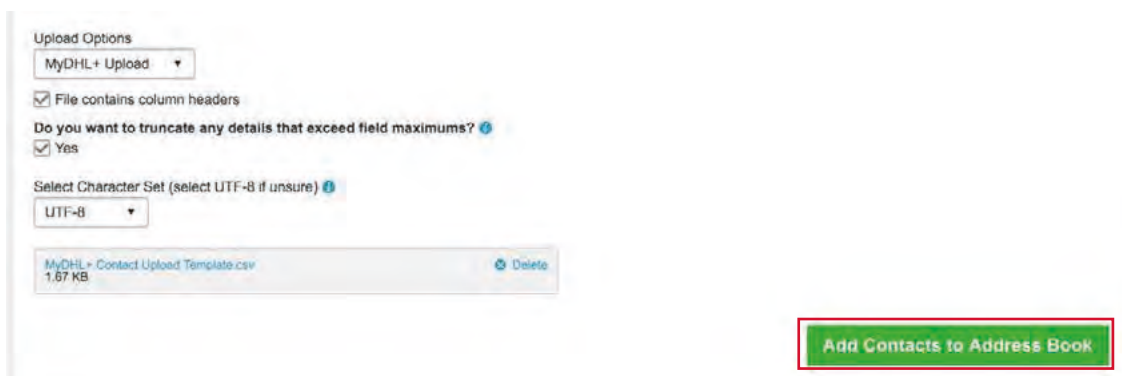 Upload Options
MyDHL+ Upload
File contains column headers
Do you want to truncate any details that exceed field maximums?
Yes
Select Character Set (select UTF-8 if unsure)
UTF-8
MyDHL+ Contact Upload Template.csv
Delete
1.67 KB
Add Contacts to Address Book